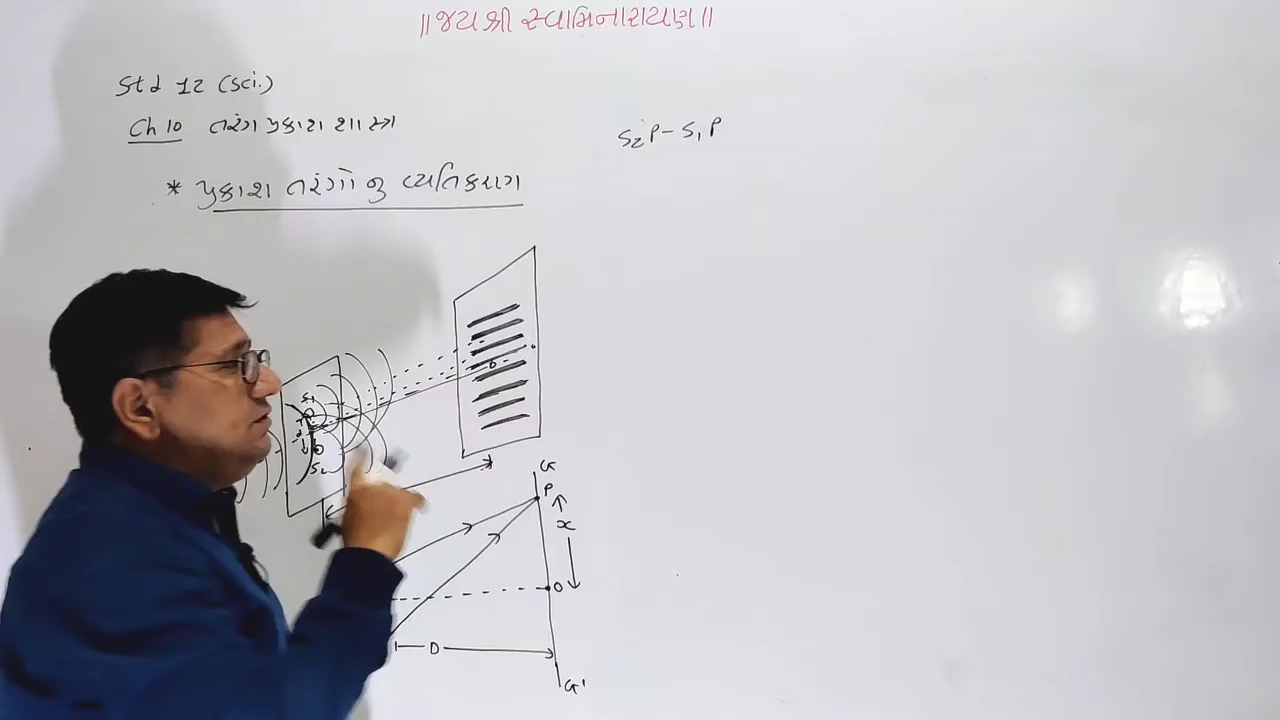 ॥જય શ્રી સ્વામિનારાયણ॥
Std 12 (Sci.)
Ch 10 તરંગ પ્રકાશ શાસ્ત્ર
S₂P - S₁P
* પ્રકાશ તરંગોનું વ્યતિકરણ
S₁
d
S₂
O
G
P
x
O
D
G'